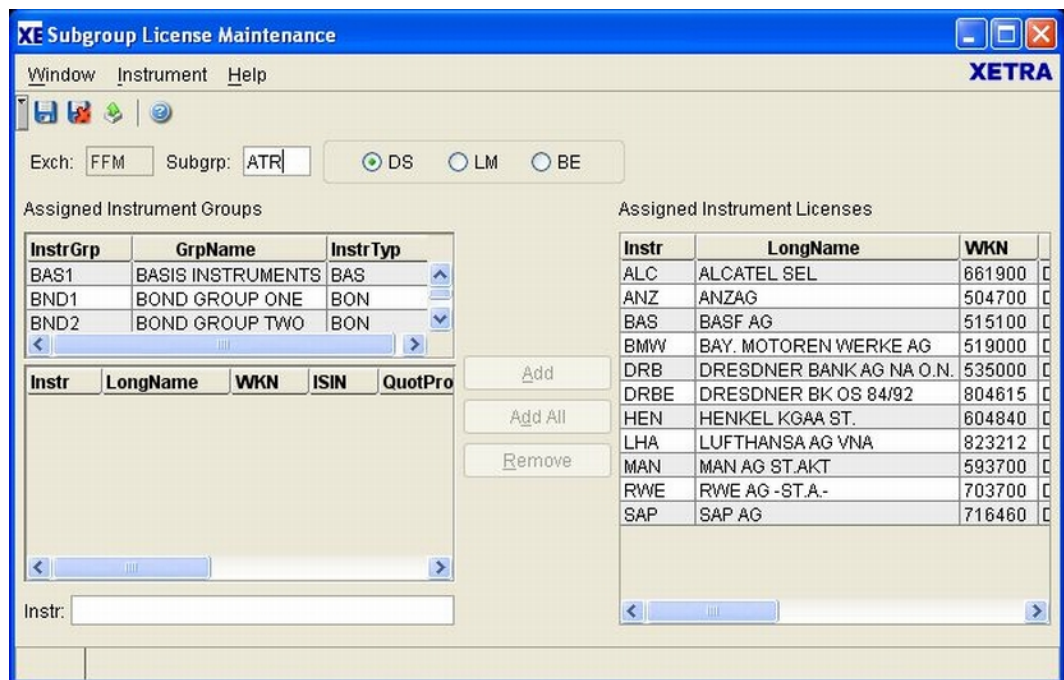 XE Subgroup License Maintenance
Window Instrument Help
XETRA
Exch: FFM Subgrp: ATR DS LM BE
Assigned Instrument Groups
InstrGrp GrpName InstrTyp
BAS1 BASIS INSTRUMENTS BAS
BND1 BOND GROUP ONE BON
BND2 BOND GROUP TWO BON
Instr LongName WKN ISIN QuotPro
Instr:
Add
Add All
Remove
Assigned Instrument Licenses
Instr LongName WKN
ALC ALCATEL SEL 661900
ANZ ANZAG 504700
BAS BASF AG 515100
BMW BAY. MOTOREN WERKE AG 519000
DRB DRESDNER BANK AG NA O.N. 535000
DRBE DRESDNER BK OS 84/92 804615
HEN HENKEL KGAA ST. 604840
LHA LUFTHANSA AG VNA 823212
MAN MAN AG ST.AKT 593700
RWE RWE AG -ST.A.- 703700
SAP SAP AG 716460